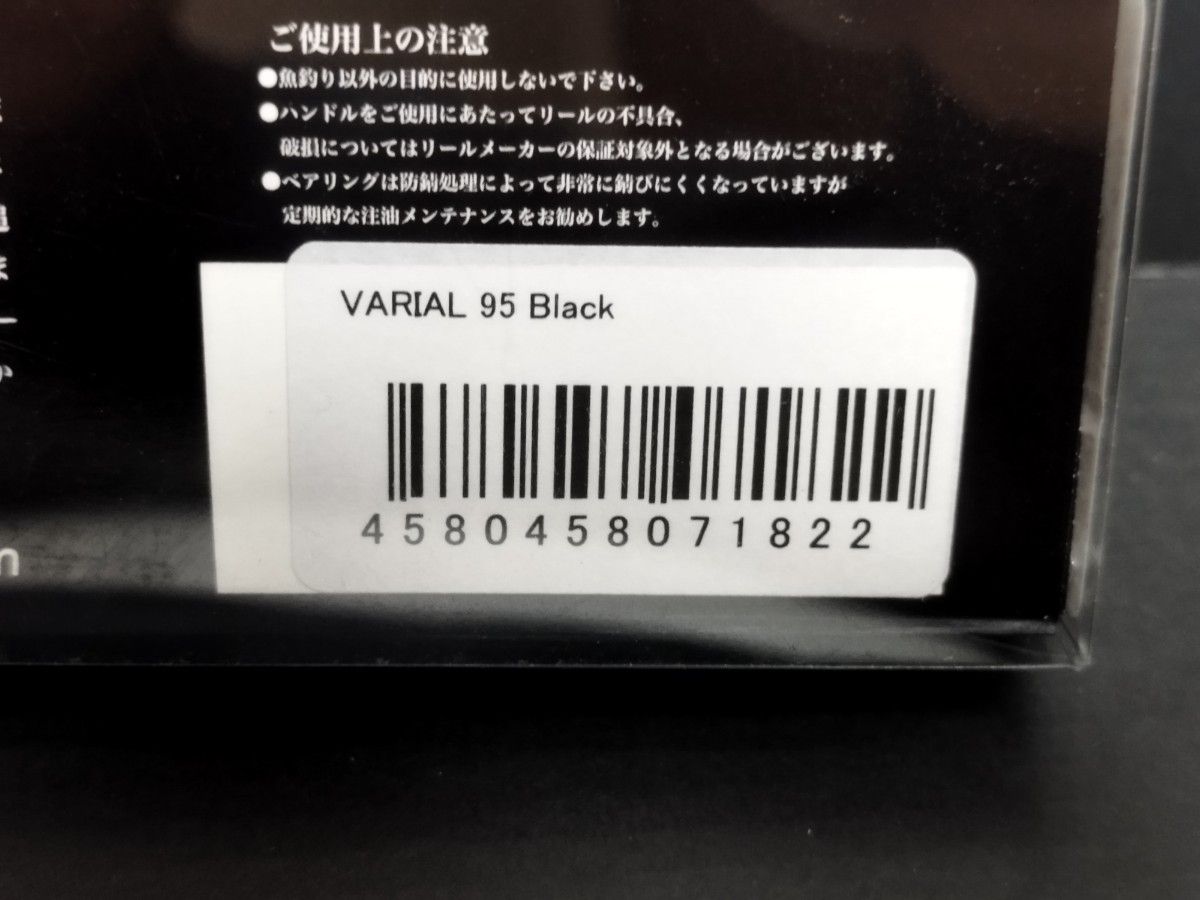 ご使用上の注意
●魚釣り以外の目的に使用しないで下さい。
●ハンドルをご使用にあたってリールの不具合、
破損についてはリールメーカーの保証対象外となる場合がございます。
●ベアリングは防錆処理によって非常に錆びにくくなっていますが
定期的な注油メンテナンスをお勧めします。
VARIAL 95 Black
4580458071822